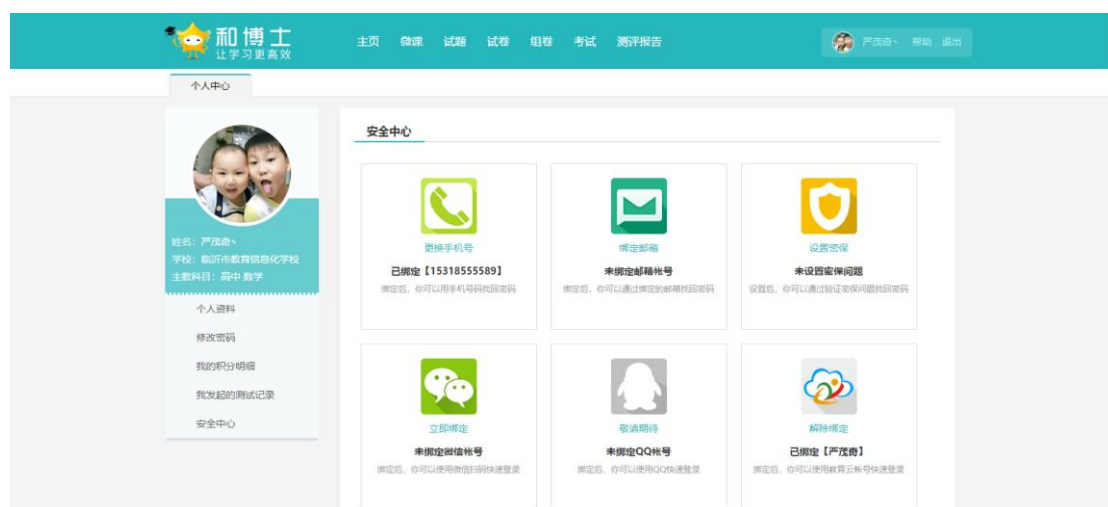 和博士
让学习更高效
主页 微课 试题 试卷 组卷 考试 测评报告
严茂奇丶 帮助 退出
个人中心
姓名：严茂奇丶
学校：临沂市教育信息化学校
主教科目：高中 数学
个人资料
修改密码
我的积分明细
我发起的测试记录
安全中心
安全中心
更换手机号
已绑定【15318555589】
绑定后，你可以用手机号码找回密码
绑定邮箱
未绑定邮箱帐号
绑定后，你可以通过绑定的邮箱找回密码
设置密保
未设置密保问题
设置后，你可以通过验证密保问题找回密码
立即绑定
未绑定微信帐号
绑定后，你可以使用微信扫码快速登录
敬请期待
未绑定QQ帐号
绑定后，你可以使用QQ快速登录
解除绑定
已绑定【严茂奇】
绑定后，你可以使用教育云帐号快速登录